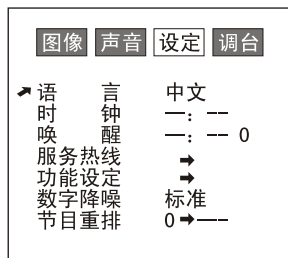 图像 声音 设定 调台
语言 中文
时钟 —: --
唤醒 —: -- 0
服务热线 ➡
功能设定 ➡
数字降噪 标准
节目重排 0➡—--